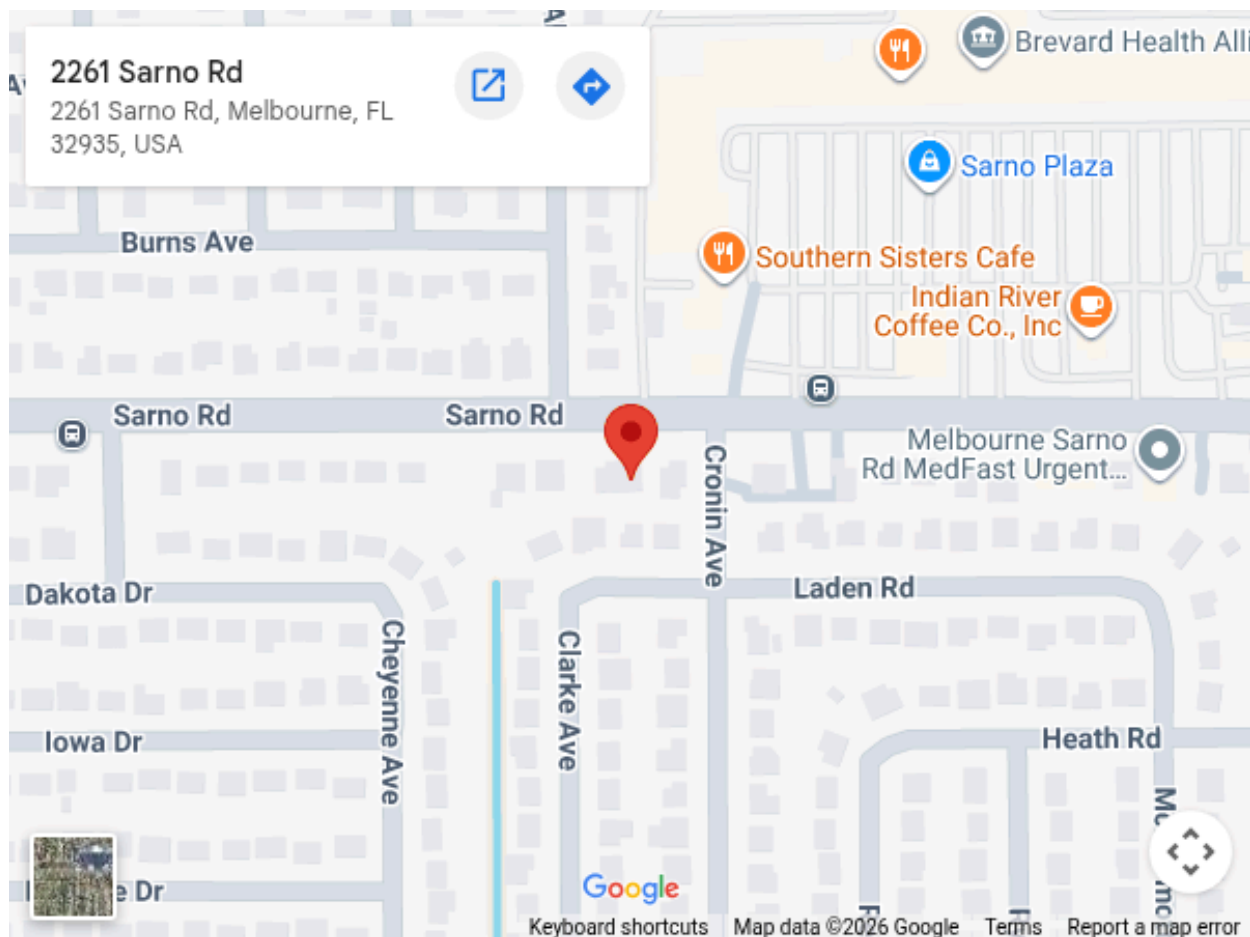 2261 Sarno Rd
2261 Sarno Rd, Melbourne, FL
32935, USA
Brevard Health Alli
Sarno Plaza
Burns Ave
Southern Sisters Cafe
Indian River
Coffee Co., Inc
Sarno Rd
Sarno Rd
Melbourne Sarno
Rd MedFast Urgent...
Cronin Ave
Dakota Dr
Laden Rd
Cheyenne Ave
Clarke Ave
Iowa Dr
Heath Rd
e Dr
Google
Keyboard shortcuts
Map data ©2026 Google
Terms
Report a map error